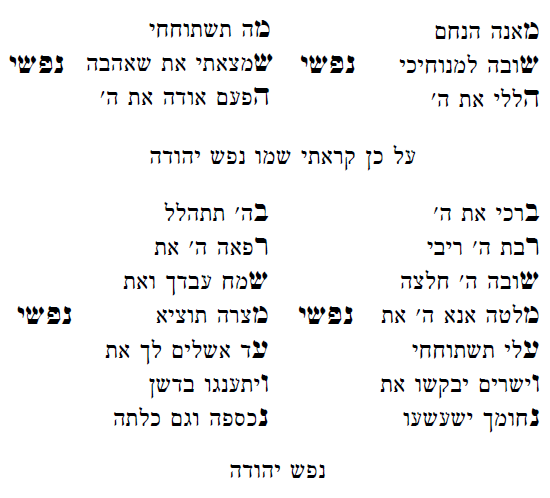 מאנה הנחם
שובה למנוחיכי נפשי
הללי את ה׳
מה תשתוחחי
שמצאתי את שאהבה נפשי
הפעם אודה את ה׳
על כן קראתי שמו נפש יהודה
ברכי את ה׳
רבת ה׳ ריבי
שובה ה׳ חלצה
מלטה אנא ה׳ את נפשי
עלי תשתוחחי
וישרים יבקשו את
נחומך ישעשעו
בה׳ תתהלל
רפאה ה׳ את
שמח עבדך ואת
מצרה תוציא נפשי
עד אשלים לך את
ויתענגו בדשן
נכספה וגם כלתה
נפש יהודה